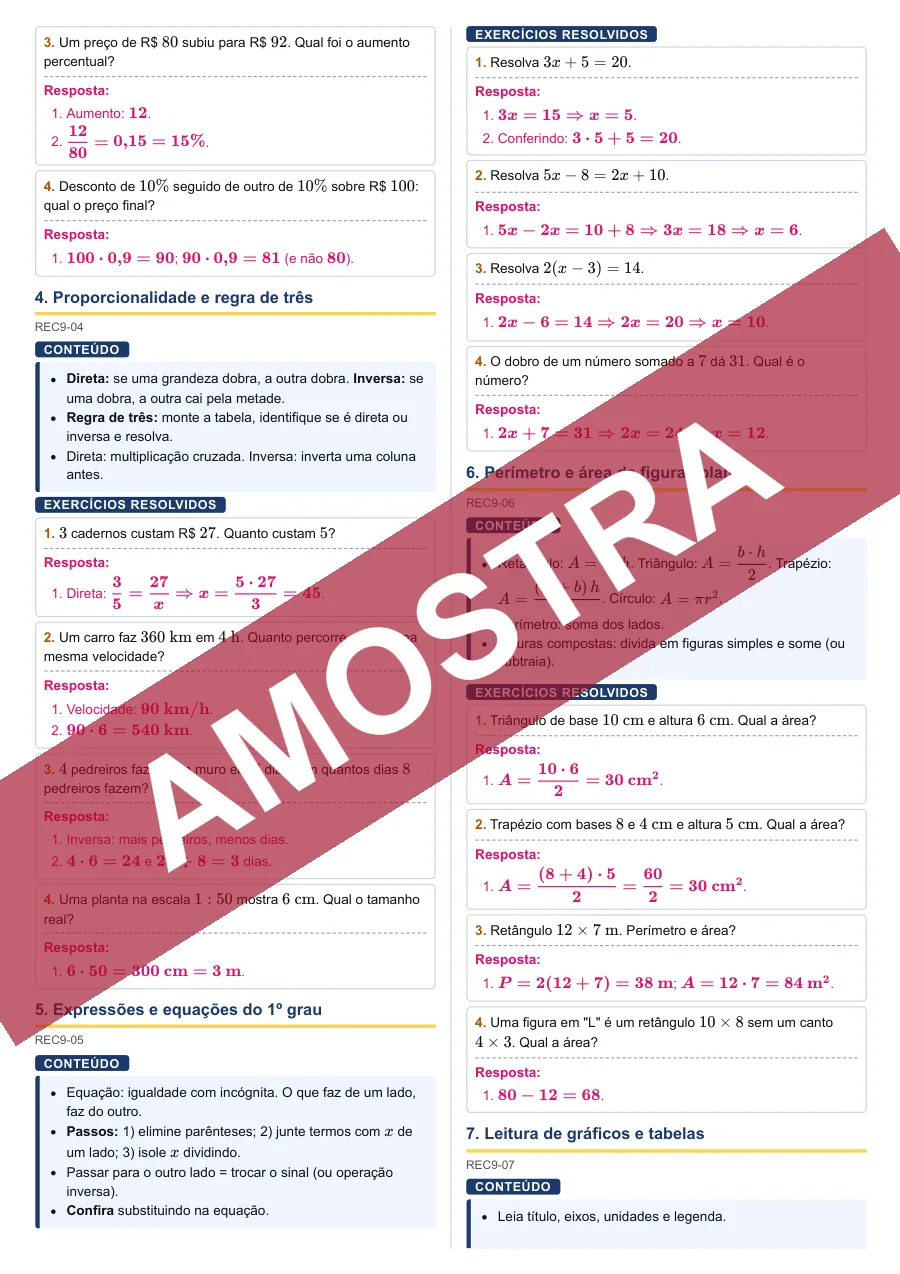 3. Um preço de R$ 80 subiu para R$ 92. Qual foi o aumento
percentual?
Resposta:
1. Aumento: 12.
2. 12/80 = 0,15 = 15%.
4. Desconto de 10% seguido de outro de 10% sobre R$ 100:
qual o preço final?
Resposta:
1. 100 · 0,9 = 90; 90 · 0,9 = 81 (e não 80).
4. Proporcionalidade e regra de três
REC9-04
CONTEÚDO
• Direta: se uma grandeza dobra, a outra dobra. Inversa: se
uma dobra, a outra cai pela metade.
• Regra de três: monte a tabela, identifique se é direta ou
inversa e resolva.
• Direta: multiplicação cruzada. Inversa: inverta uma coluna
antes.
EXERCÍCIOS RESOLVIDOS
1. 3 cadernos custam R$ 27. Quanto custam 5?
Resposta:
1. Direta: 3/5 = 27/x ⇒ x = 5 · 27/3 = 45.
2. Um carro faz 360 km em 4 h. Quanto percorre
mesma velocidade?
Resposta:
1. Velocidade: 90 km/h.
2. 90 · 6 = 540 km.
3. 4 pedreiros muro quantos dias 8
pedreiros fazem?
Resposta:
1. Inversa: mais pedreiros, menos dias.
2. 4 · 6 = 24 e 8 = 3 dias.
4. Uma planta na escala 1 : 50 mostra 6 cm. Qual o tamanho
real?
Resposta:
1. 6 · 50 = 300 cm = 3 m.
5. Expressões e equações do 1º grau
REC9-05
CONTEÚDO
• Equação: igualdade com incógnita. O que faz de um lado,
faz do outro.
• Passos: 1) elimine parênteses; 2) junte termos com x de
um lado; 3) isole x dividindo.
• Passar para o outro lado = trocar o sinal (ou operação
inversa).
• Confira substituindo na equação.
EXERCÍCIOS RESOLVIDOS
1. Resolva 3x + 5 = 20.
Resposta:
1. 3x = 15 ⇒ x = 5.
2. Conferindo: 3 · 5 + 5 = 20.
2. Resolva 5x − 8 = 2x + 10.
Resposta:
1. 5x − 2x = 10 + 8 ⇒ 3x = 18 ⇒ x = 6.
3. Resolva 2(x − 3) = 14.
Resposta:
1. 2x − 6 = 14 ⇒ 2x = 20 ⇒ x = 10.
4. O dobro de um número somado a 7 dá 31. Qual é o
número?
Resposta:
1. 2x + 7 = 31 ⇒ 2x = 24 x = 12.
6. Perímetro e área de figuras
REC9-06
CONTEÚDO
• Retângulo: A = h. Triângulo: A = b · h/2. Trapézio:
A = b) h. Círculo: A = πr².
Perímetro: soma dos lados.
• Figuras compostas: divida em figuras simples e some (ou
subtraia).
EXERCÍCIOS RESOLVIDOS
1. Triângulo de base 10 cm e altura 6 cm. Qual a área?
Resposta:
1. A = 10 · 6/2 = 30 cm².
2. Trapézio com bases 8 e 4 cm e altura 5 cm. Qual a área?
Resposta:
1. A = (8 + 4) · 5/2 = 60/2 = 30 cm².
3. Retângulo 12 × 7 m. Perímetro e área?
Resposta:
1. P = 2(12 + 7) = 38 m; A = 12 · 7 = 84 m².
4. Uma figura em "L" é um retângulo 10 × 8 sem um canto
4 × 3. Qual a área?
Resposta:
1. 80 − 12 = 68.
7. Leitura de gráficos e tabelas
REC9-07
CONTEÚDO
• Leia título, eixos, unidades e legenda.
AMOSTRA